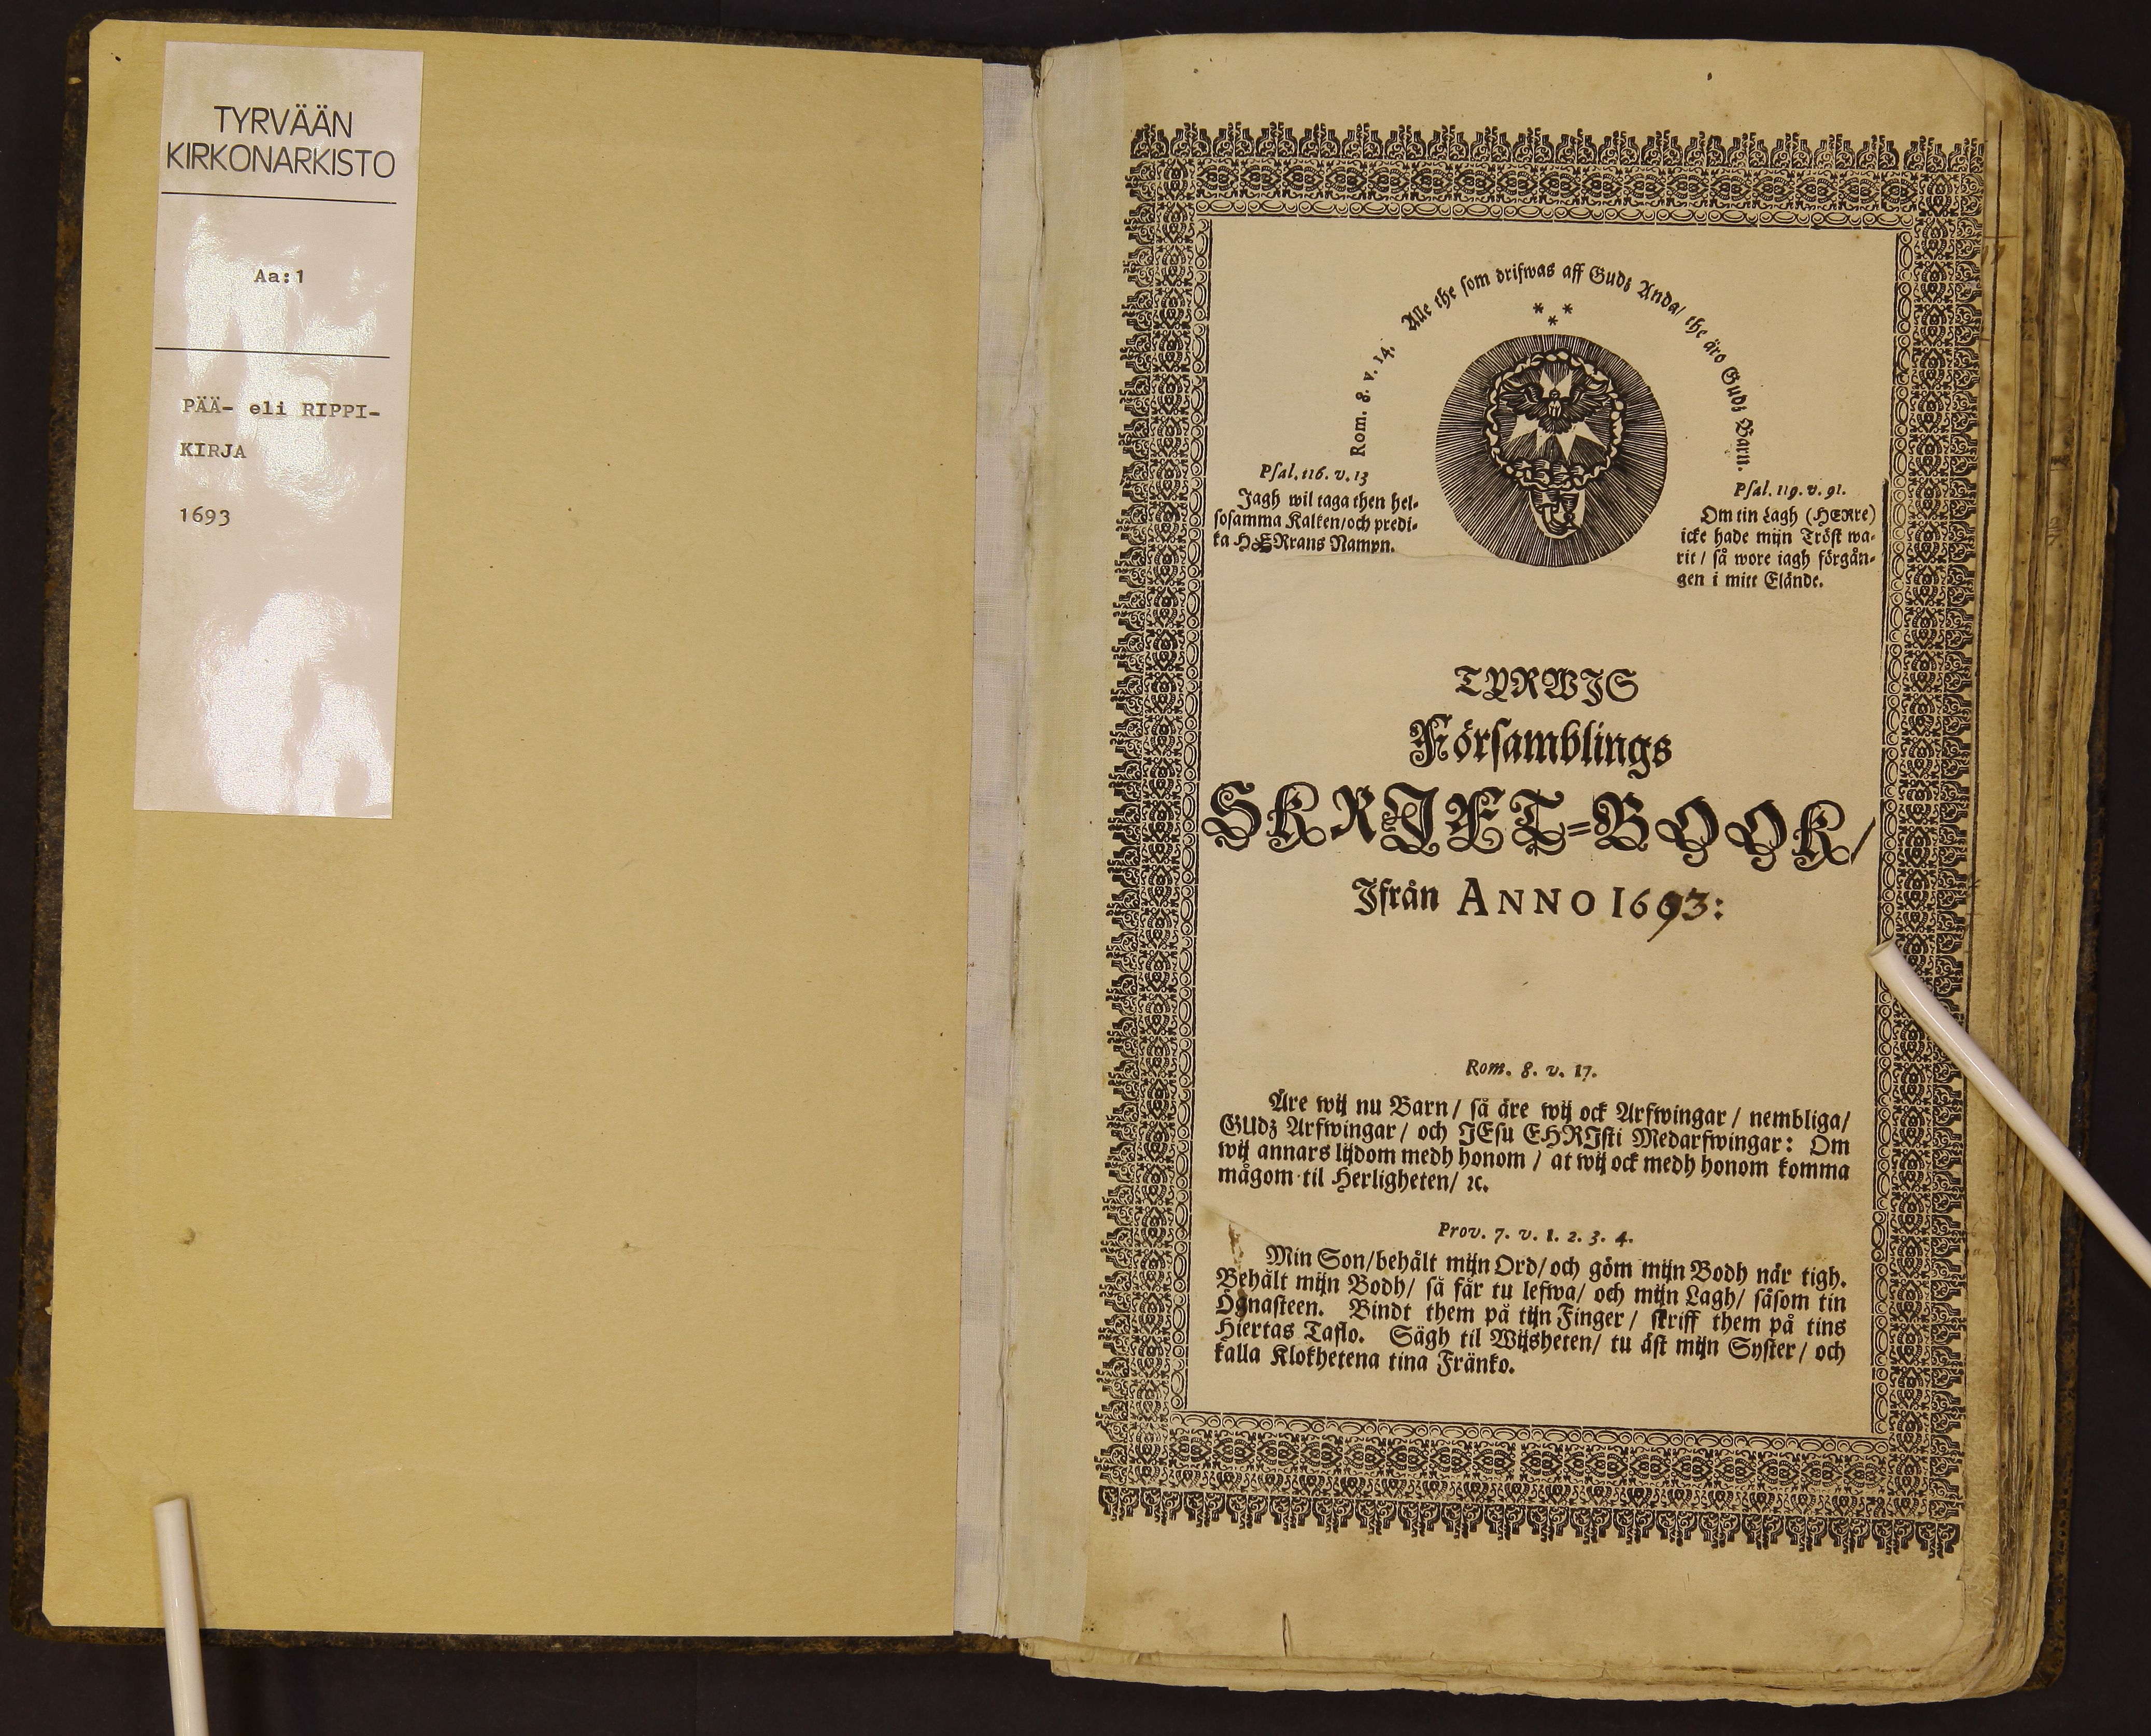 TYRVÄÄN
KIRKONARKISTO
Aa:1
PÄÄ- eli RIPPI-
KIRJA
1693
Rom. 8. v. 14. Alle the som drifwas aff Gudz Anda/ the äro Gudz Barn.
Psal. 116. v. 13
Jagh wil taga then hel-
sosamma Kalken/och predi-
ka HERrans Nampn.
Psal. 119. v. 91.
Om tin Lagh (HERre)
icke hade mijn Tröst wa-
rit / så wore iagh förgån-
gen i mitt Elände.
TYRWIS
Församblings
SKRIFT-BOOK/
Ifrån ANNO 1693:
Rom. 8. v. 17.
Äre wij nu Barn/ så äre wij ock Arfwingar / nembliga/
GUdz Arfwingar / och JEsu CHRIsti Medarfwingar: Om
wij annars lijdom medh honom / at wij ock medh honom komma
mågom til Herligheten/ ꝛc.
Prov. 7. v. 1. 2. 3. 4.
Min Son/behålt mijn Ord/och göm mijn Bodh när tigh.
Behålt mijn Bodh/ så får tu lefwa/ och mijn Lagh/ såsom tin
Ögnasteen. Bindt them på tijn Finger / skriff them på tins
Hiertas Taflo. Sägh til Wijsheten/ tu äst mijn Syster / och
kalla Klokhetena tina Fränko.